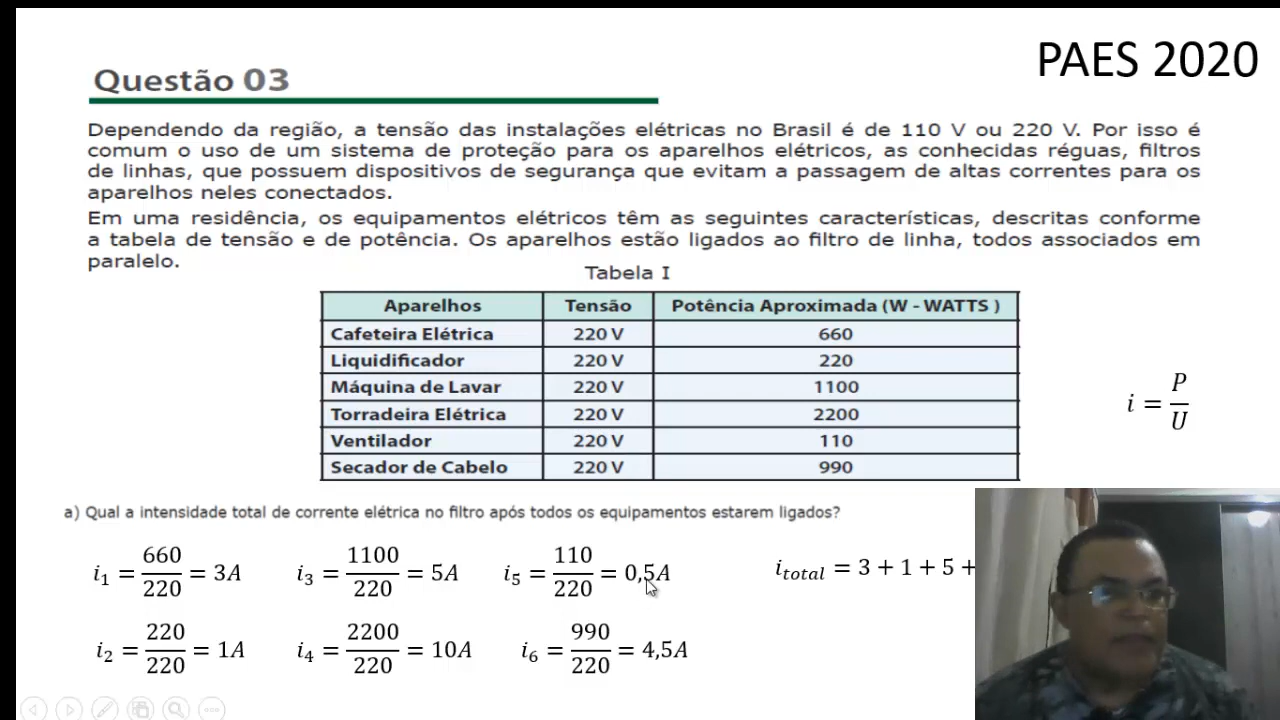 PAES 2020
Questão 03
Dependendo da região, a tensão das instalações elétricas no Brasil é de 110 V ou 220 V. Por isso é
comum o uso de um sistema de proteção para os aparelhos elétricos, as conhecidas réguas, filtros
de linhas, que possuem dispositivos de segurança que evitam a passagem de altas correntes para os
aparelhos neles conectados.
Em uma residência, os equipamentos elétricos têm as seguintes características, descritas conforme
a tabela de tensão e de potência. Os aparelhos estão ligados ao filtro de linha, todos associados em
paralelo.
Tabela I
Aparelhos Tensão Potência Aproximada (W - WATTS )
Cafeteira Elétrica 220 V 660
Liquidificador 220 V 220
Máquina de Lavar 220 V 1100
Torradeira Elétrica 220 V 2200
Ventilador 220 V 110
Secador de Cabelo 220 V 990
i = P/U
a) Qual a intensidade total de corrente elétrica no filtro após todos os equipamentos estarem ligados?
i₁ = 660/220 = 3A i₃ = 1100/220 = 5A i₅ = 110/220 = 0,5A i_total = 3 + 1 + 5 +
i₂ = 220/220 = 1A i₄ = 2200/220 = 10A i₆ = 990/220 = 4,5A